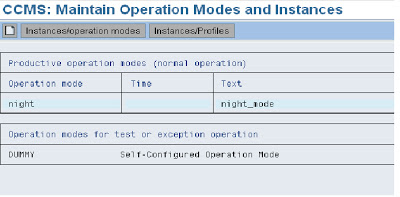 CCMS: Maintain Operation Modes and Instances
Instances/operation modes Instances/Profiles
Productive operation modes (normal operation)
Operation mode Time Text
night night_mode
Operation modes for test or exception operation
DUMMY Self-Configured Operation Mode